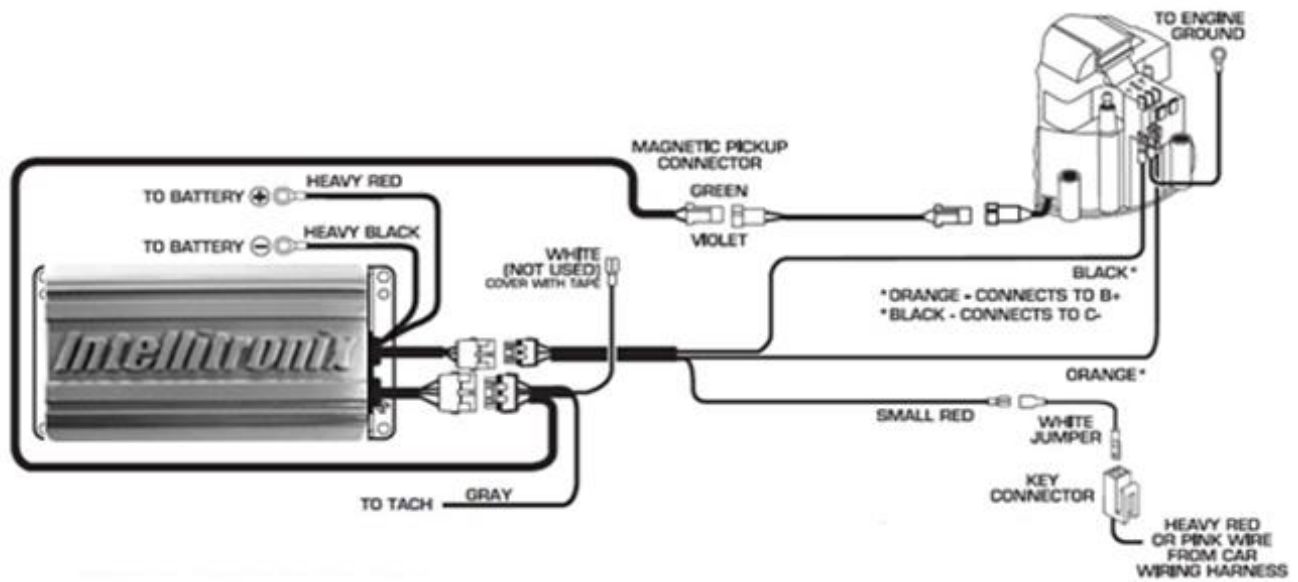 TO ENGINE
GROUND
MAGNETIC PICKUP
CONNECTOR
HEAVY RED
TO BATTERY +
GREEN
HEAVY BLACK
TO BATTERY -
VIOLET
WHITE
(NOT USED)
COVER WITH TAPE
BLACK*
*ORANGE - CONNECTS TO B+
*BLACK - CONNECTS TO C-
Intellitronix
ORANGE*
SMALL RED
WHITE
JUMPER
KEY
CONNECTOR
GRAY
TO TACH
HEAVY RED
OR PINK WIRE
FROM CAR
WIRING HARNESS